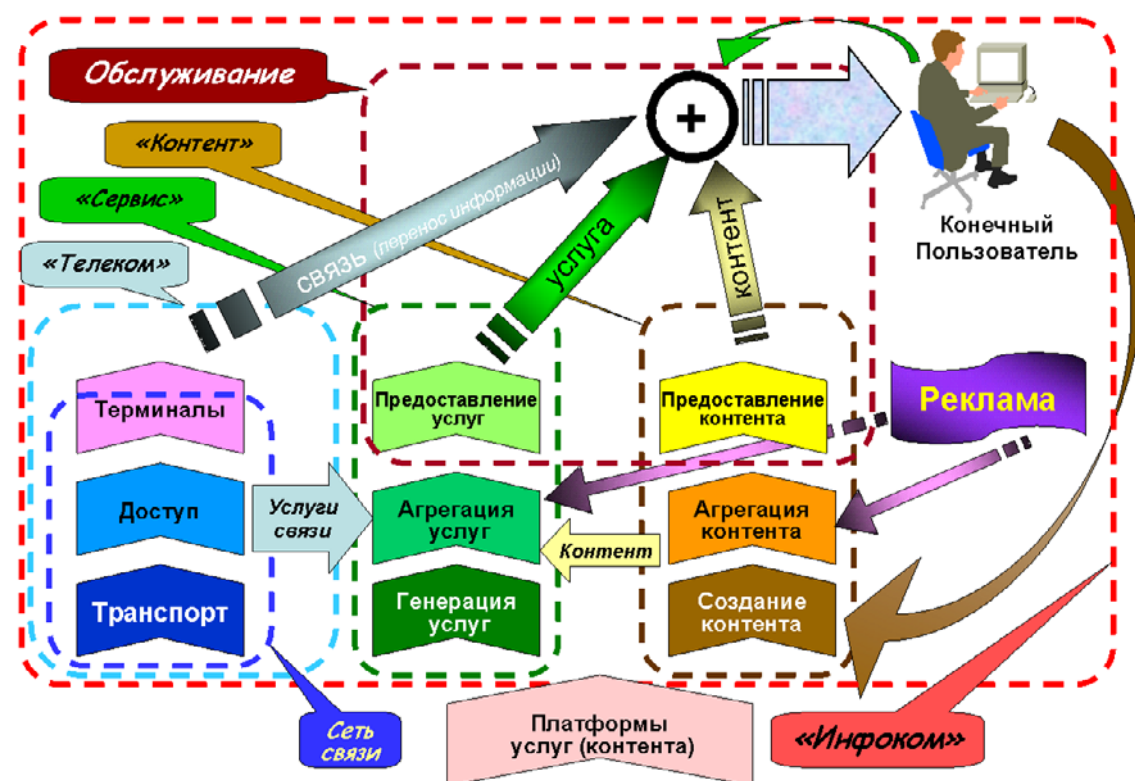 Обслуживание
«Контент»
«Сервис»
«Телеком»
связь (перенос информации)
услуга
контент
+
Конечный
Пользователь
Терминалы
Предоставление
услуг
Предоставление
контента
Реклама
Доступ
Услуги
связи
Агрегация
услуг
Контент
Агрегация
контента
Транспорт
Генерация
услуг
Создание
контента
Сеть
связи
Платформы
услуг (контента)
«Инфоком»